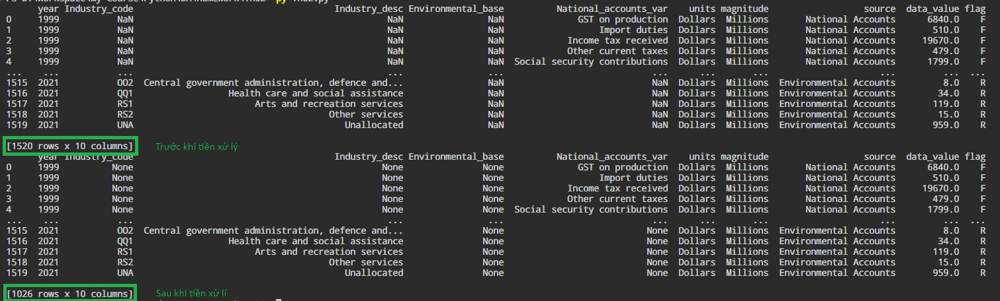 PS D:\Workspace\my course\Python\DA\Homework\TH02> py TH02.py
year Industry_code Industry_desc Environmental_base National_accounts_var units magnitude source data_value flag
0 1999 NaN NaN NaN GST on production Dollars Millions National Accounts 6840.0 F
1 1999 NaN NaN NaN Import duties Dollars Millions National Accounts 510.0 F
2 1999 NaN NaN NaN Income tax received Dollars Millions National Accounts 19670.0 F
3 1999 NaN NaN NaN Other current taxes Dollars Millions National Accounts 479.0 F
4 1999 NaN NaN NaN Social security contributions Dollars Millions National Accounts 1799.0 F
... ... ... ... ... ... ... ... ... ... ...
1515 2021 OO2 Central government administration, defence and... NaN NaN Dollars Millions Environmental Accounts 8.0 R
1516 2021 QQ1 Health care and social assistance NaN NaN Dollars Millions Environmental Accounts 34.0 R
1517 2021 RS1 Arts and recreation services NaN NaN Dollars Millions Environmental Accounts 119.0 R
1518 2021 RS2 Other services NaN NaN Dollars Millions Environmental Accounts 15.0 R
1519 2021 UNA Unallocated NaN NaN Dollars Millions Environmental Accounts 959.0 R
[1520 rows x 10 columns] Trước khi tiền xử lý
year Industry_code Industry_desc Environmental_base National_accounts_var units magnitude source data_value flag
0 1999 None None None GST on production Dollars Millions National Accounts 6840.0 F
1 1999 None None None Import duties Dollars Millions National Accounts 510.0 F
2 1999 None None None Income tax received Dollars Millions National Accounts 19670.0 F
3 1999 None None None Other current taxes Dollars Millions National Accounts 479.0 F
4 1999 None None None Social security contributions Dollars Millions National Accounts 1799.0 F
... ... ... ... ... ... ... ... ... ... ...
1515 2021 OO2 Central government administration, defence and... None None Dollars Millions Environmental Accounts 8.0 R
1516 2021 QQ1 Health care and social assistance None None Dollars Millions Environmental Accounts 34.0 R
1517 2021 RS1 Arts and recreation services None None Dollars Millions Environmental Accounts 119.0 R
1518 2021 RS2 Other services None None Dollars Millions Environmental Accounts 15.0 R
1519 2021 UNA Unallocated None None Dollars Millions Environmental Accounts 959.0 R
[1026 rows x 10 columns] Sau khi tiền xử lí